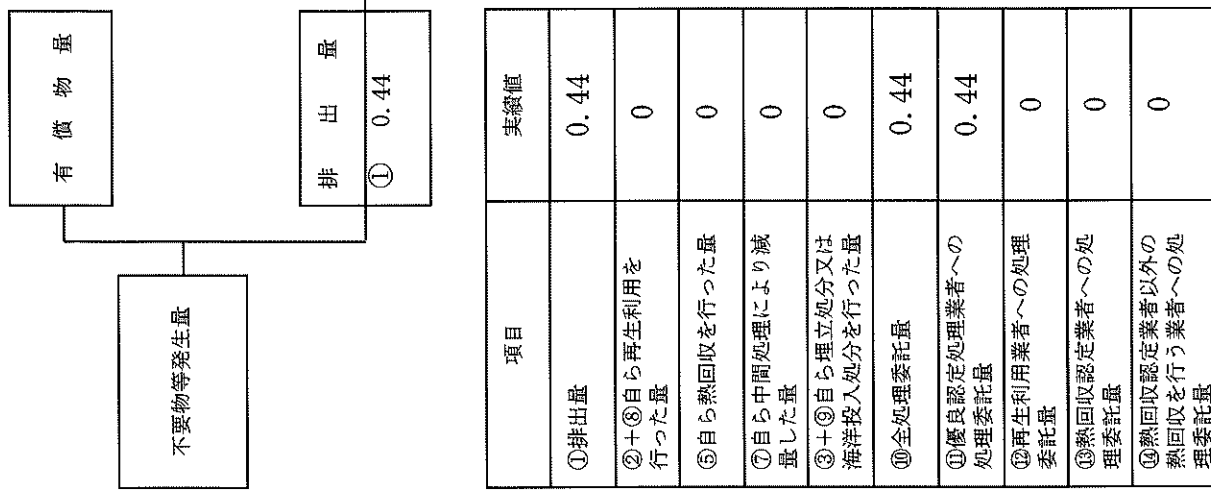 有償物量
不要物等発生量
排出量
① 0.44
項目 実績値
①排出量 0.44
②+⑧自ら再生利用を
行った量 0
⑤自ら熱回収を行った量 0
⑦自ら中間処理により減
量した量 0
③+⑨自ら埋立処分又は
海洋投入処分を行った量 0
⑩全処理委託量 0.44
⑪優良認定処理業者への
処理委託量 0.44
⑫再生利用業者への処理
委託量 0
⑬熱回収認定業者への処
理委託量 0
⑭熱回収認定業者以外の
熱回収を行う業者への処
理委託量 0